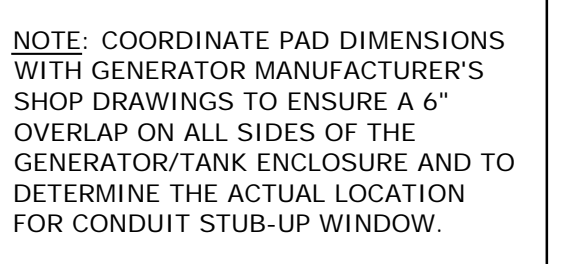 NOTE: COORDINATE PAD DIMENSIONS
WITH GENERATOR MANUFACTURER'S
SHOP DRAWINGS TO ENSURE A 6"
OVERLAP ON ALL SIDES OF THE
GENERATOR/TANK ENCLOSURE AND TO
DETERMINE THE ACTUAL LOCATION
FOR CONDUIT STUB-UP WINDOW.